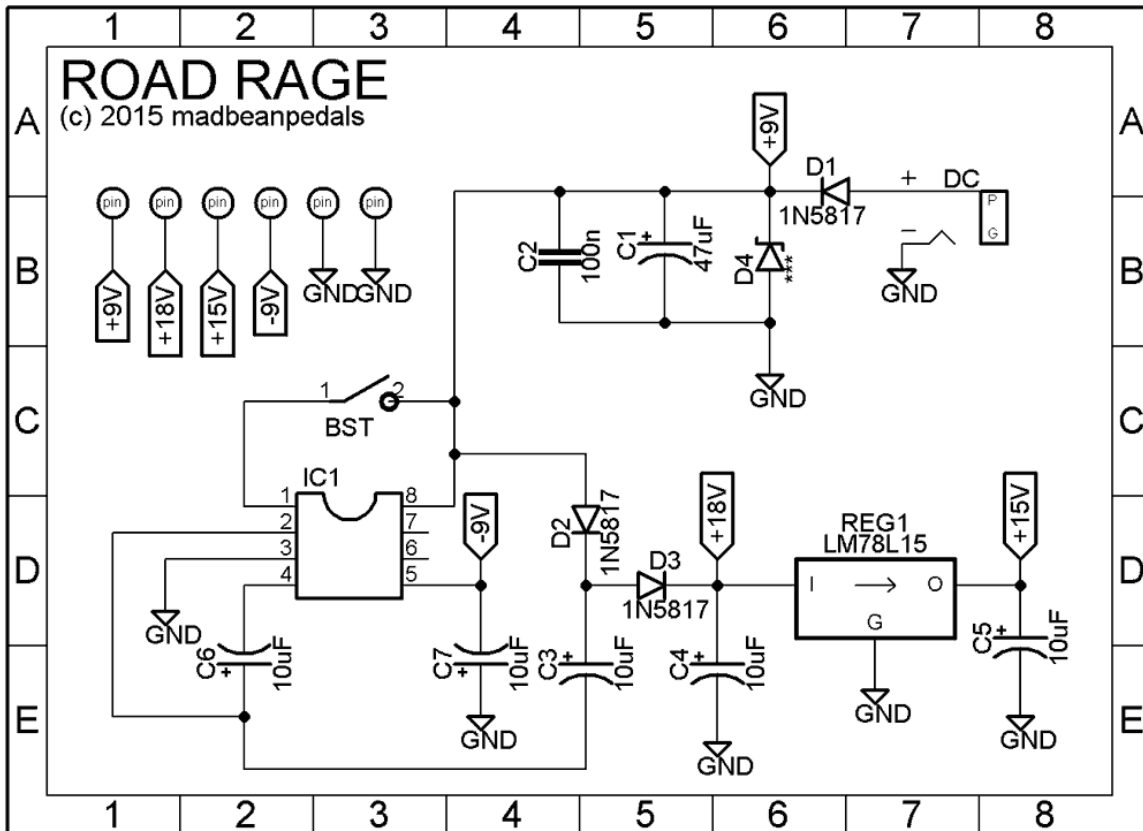 1 2 3 4 5 6 7 8
A A
B B
C C
D D
E E
ROAD RAGE
(c) 2015 madbeanpedals
pin pin pin pin pin pin
+9V
+18V
+15V
-9V
GND
GND
+9V
D1
1N5817
+ DC
-
P
G
GND
C2
100n
C1 +
47uF
D4
***
GND
1 2
BST
IC1
1 8
2 7
3 6
4 5
GND
-9V
D2
1N5817
D3
1N5817
+18V
REG1
LM78L15
I O
G
+15V
C6 +
10uF
C7 +
10uF
C3 +
10uF
C4 +
10uF
C5 +
10uF
GND
GND
GND
GND
1 2 3 4 5 6 7 8